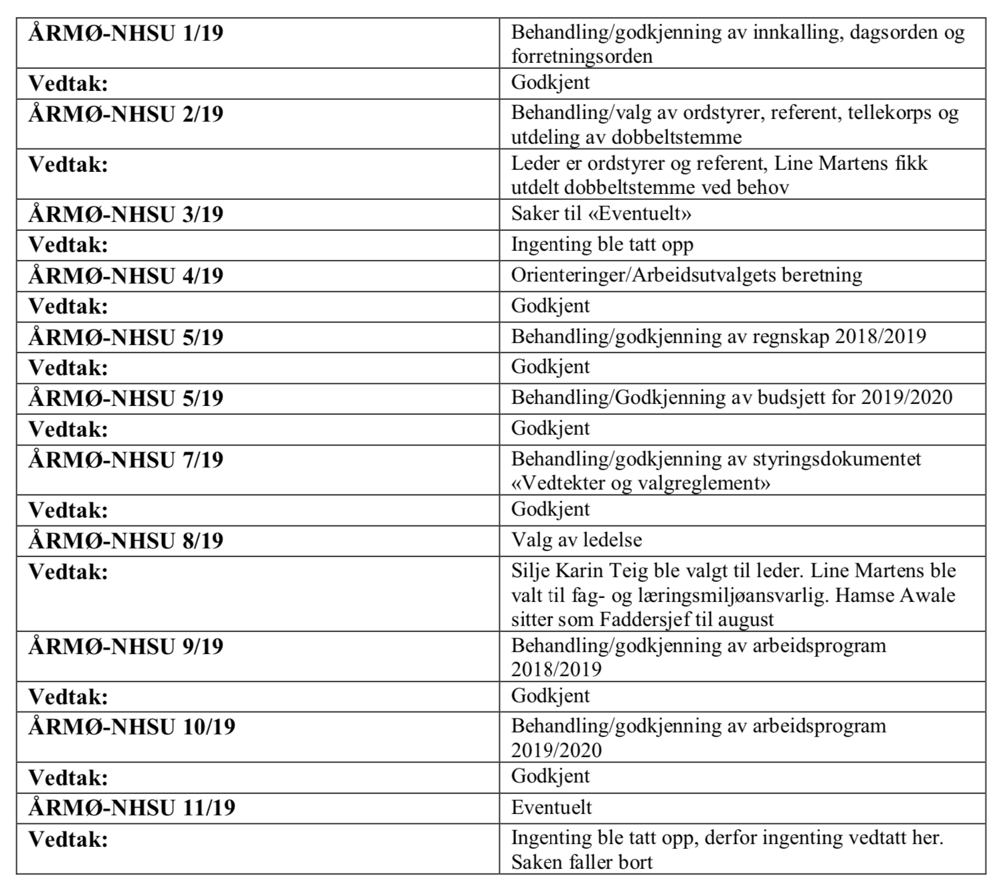 ÅRMØ-NHSU 1/19
Behandling/godkjenning av innkalling, dagsorden og
forretningsorden
Vedtak:
Godkjent
ÅRMØ-NHSU 2/19
Behandling/valg av ordstyrer, referent, tellekorps og
utdeling av dobbeltstemme
Vedtak:
Leder er ordstyrer og referent, Line Martens fikk
utdelt dobbeltstemme ved behov
ÅRMØ-NHSU 3/19
Saker til «Eventuelt»
Vedtak:
Ingenting ble tatt opp
ÅRMØ-NHSU 4/19
Orienteringer/Arbeidsutvalgets beretning
Vedtak:
Godkjent
ÅRMØ-NHSU 5/19
Behandling/godkjenning av regnskap 2018/2019
Vedtak:
Godkjent
ÅRMØ-NHSU 5/19
Behandling/Godkjenning av budsjett for 2019/2020
Vedtak:
Godkjent
ÅRMØ-NHSU 7/19
Behandling/godkjenning av styringsdokumentet
«Vedtekter og valgreglement»
Vedtak:
Godkjent
ÅRMØ-NHSU 8/19
Valg av ledelse
Vedtak:
Silje Karin Teig ble valgt til leder. Line Martens ble
valt til fag- og læringsmiljøansvarlig. Hamse Awale
sitter som Faddersjef til august
ÅRMØ-NHSU 9/19
Behandling/godkjenning av arbeidsprogram
2018/2019
Vedtak:
Godkjent
ÅRMØ-NHSU 10/19
Behandling/godkjenning av arbeidsprogram
2019/2020
Vedtak:
Godkjent
ÅRMØ-NHSU 11/19
Eventuelt
Vedtak:
Ingenting ble tatt opp, derfor ingenting vedtatt her.
Saken faller bort